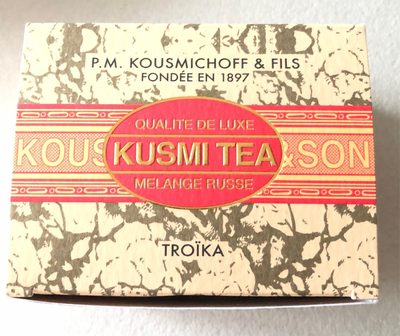 P.M. KOUSMICHOFF & FILS
FONDÉE EN 1897
QUALITE DE LUXE
KOUS KUSMI TEA & SON
MELANGE RUSSE
TROÏKA